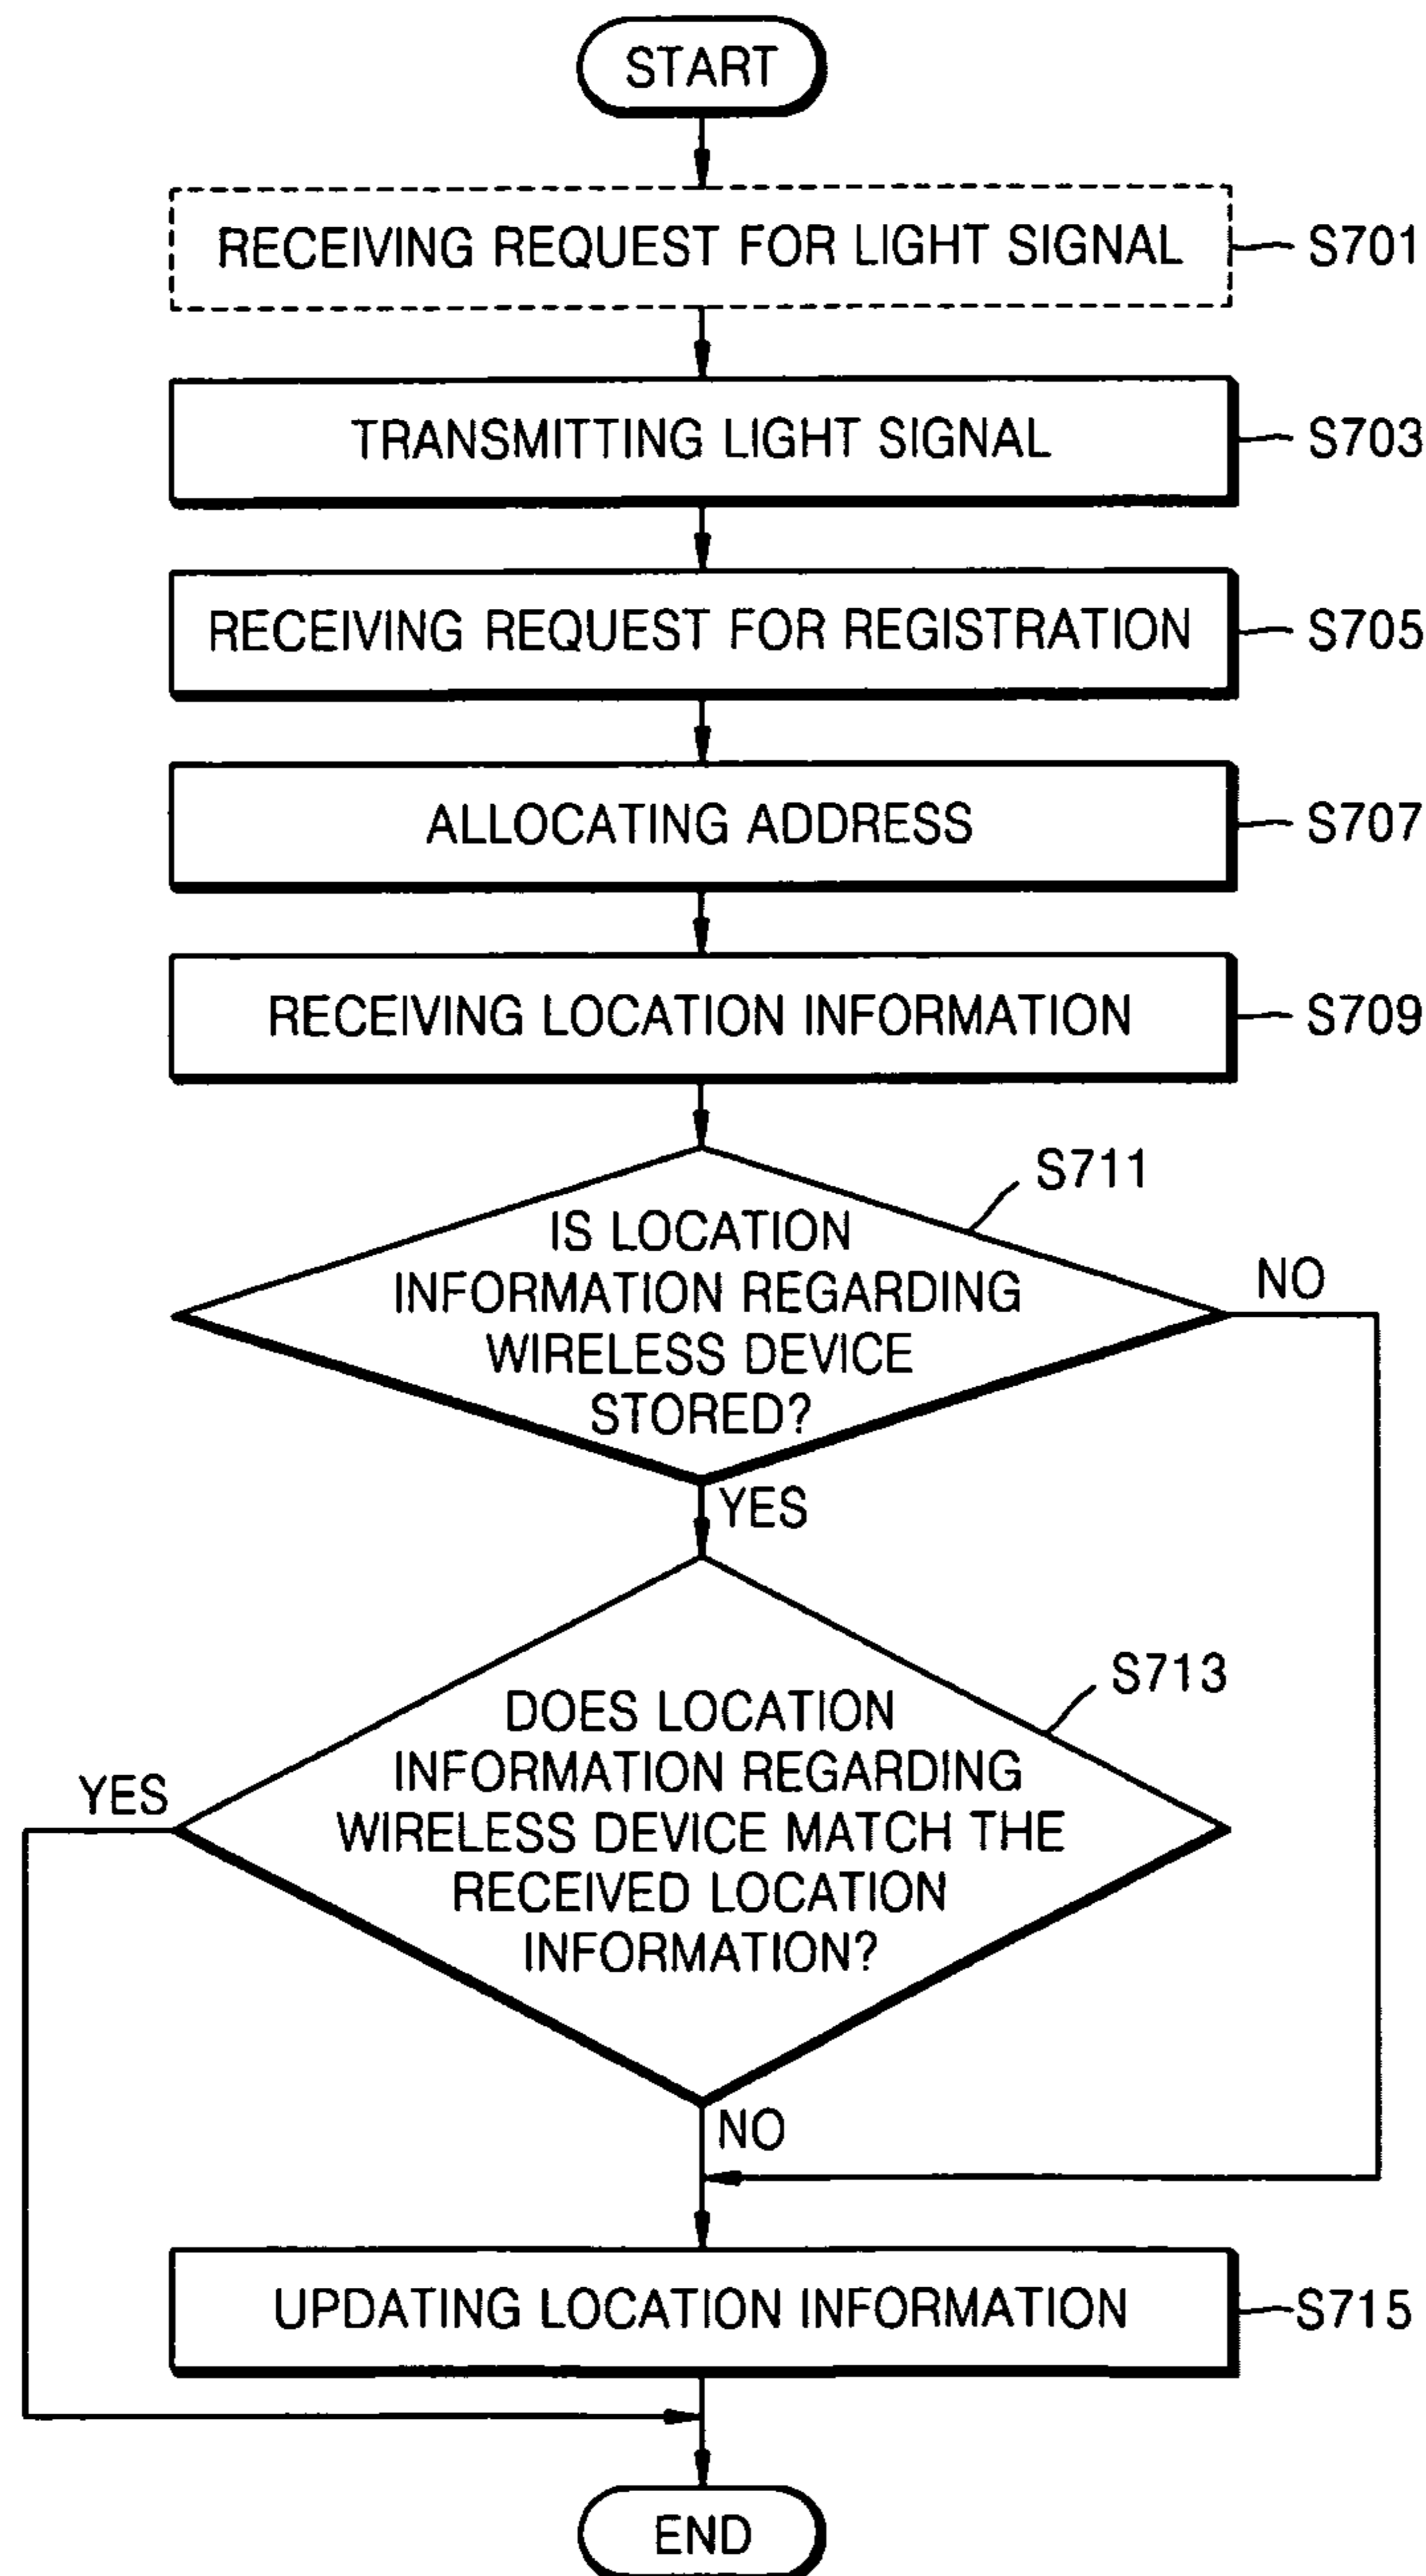 START
RECEIVING REQUEST FOR LIGHT SIGNAL
S701
TRANSMITTING LIGHT SIGNAL
S703
RECEIVING REQUEST FOR REGISTRATION
S705
ALLOCATING ADDRESS
S707
RECEIVING LOCATION INFORMATION
S709
S711
IS LOCATION
INFORMATION REGARDING
WIRELESS DEVICE
STORED?
NO
YES
S713
DOES LOCATION
INFORMATION REGARDING
WIRELESS DEVICE MATCH THE
RECEIVED LOCATION
INFORMATION?
YES
NO
UPDATING LOCATION INFORMATION
S715
END